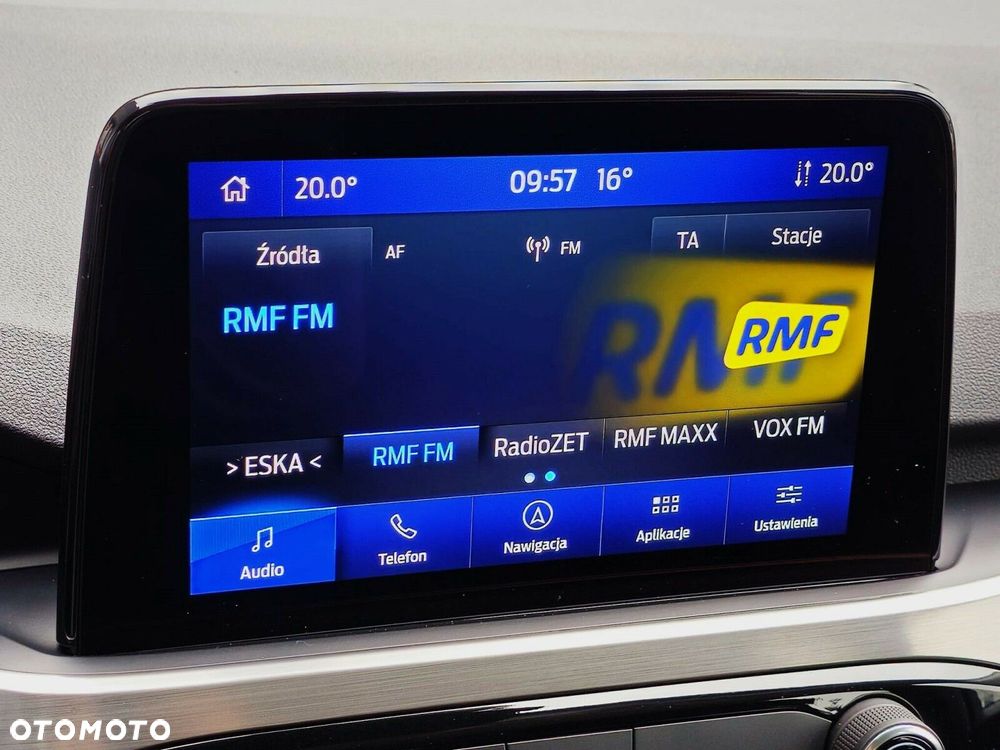 20.0° 09:57 16° 20.0°
Źródła AF FM TA Stacje
RMF FM
RMF
RMF
> ESKA < RMF FM RadioZET RMF MAXX VOX FM
Audio Telefon Nawigacja Aplikacje Ustawienia
OTOMOTO